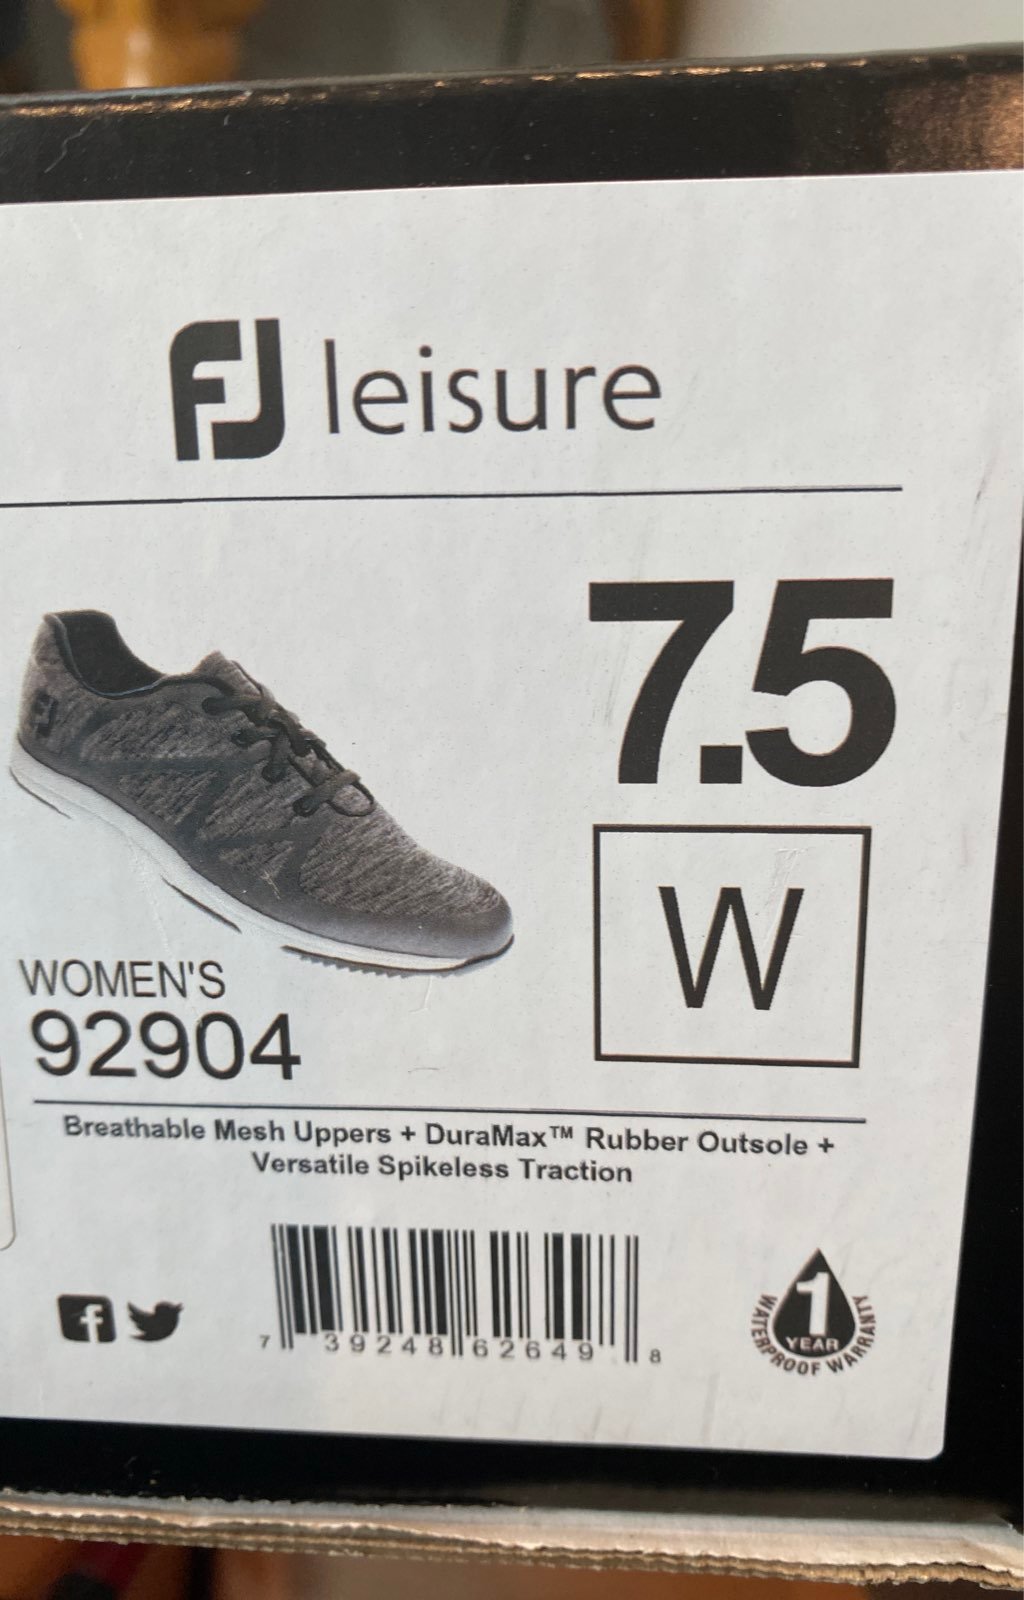 FJ leisure
7.5
W
FJ
WOMEN'S
92904
Breathable Mesh Uppers + DuraMax™ Rubber Outsole +
Versatile Spikeless Traction
7 39248 62649 8
1
YEAR
WATERPROOF WARRANTY